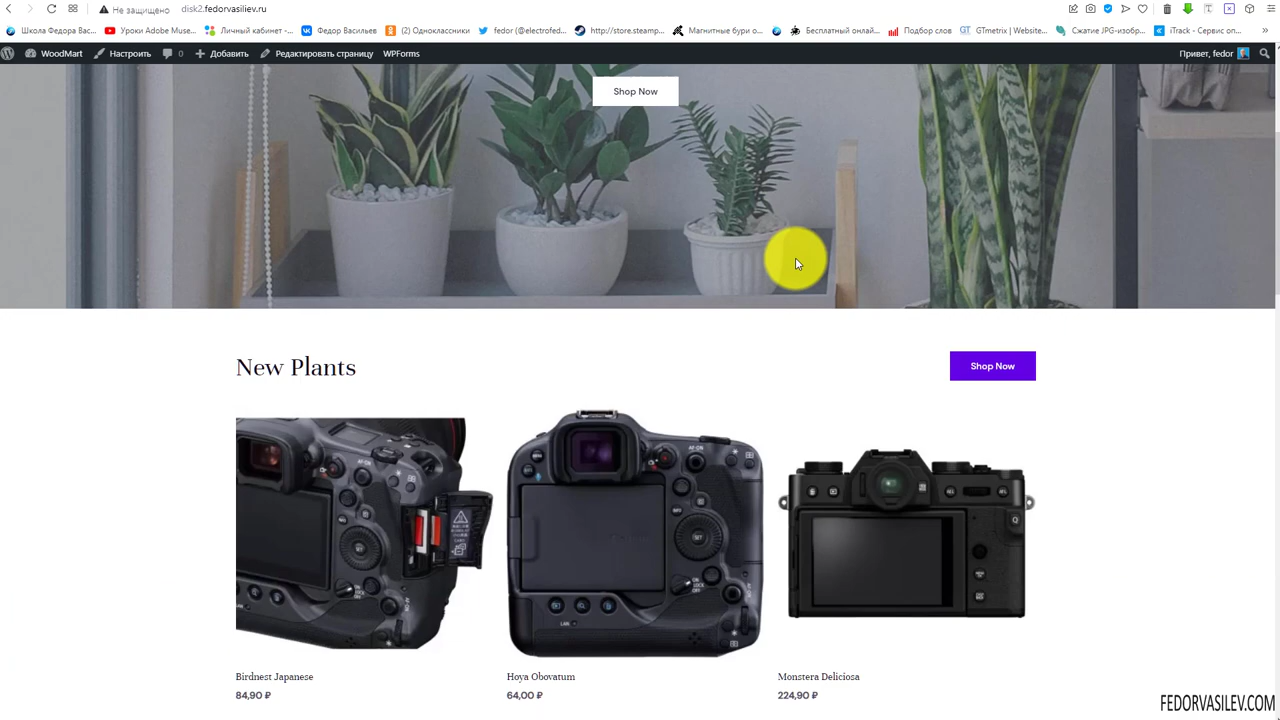 Не защищено disk2.fedorvasiliev.ru
Школа Федора Вас... Уроки Adobe Muse... Личный кабинет -... Федор Васильев (2) Одноклассники fedor (@electrofed... http://store.steamp... Магнитные бури о... Бесплатный онлай... Подбор слов GTmetrix | Website... Сжатие JPG-изобр... iTrack - Сервис оп... »
WoodMart Настроить 0 Добавить Редактировать страницу WPForms Привет, fedor
Shop Now
New Plants
Shop Now
Birdnest Japanese
84,90 ₽
Hoya Obovatum
64,00 ₽
Monstera Deliciosa
224,90 ₽
FEDORVASILEV.COM